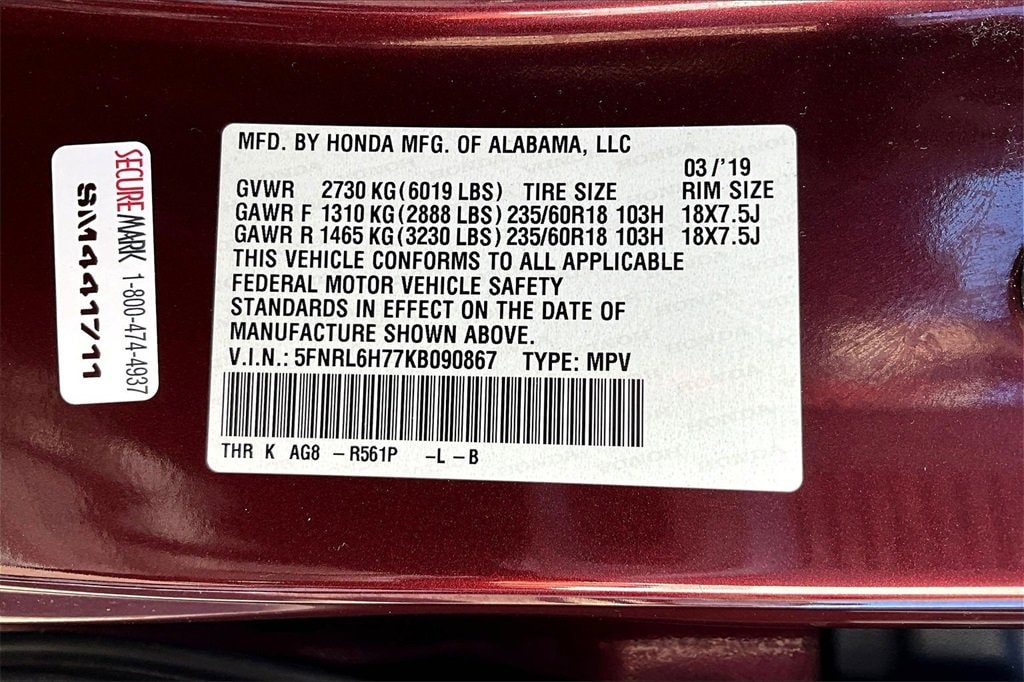 SECUREMARK 1-800-474-4937
SM441711
MFD. BY HONDA MFG. OF ALABAMA, LLC
03/'19
GVWR 2730 KG (6019 LBS) TIRE SIZE RIM SIZE
GAWR F 1310 KG (2888 LBS) 235/60R18 103H 18X7.5J
GAWR R 1465 KG (3230 LBS) 235/60R18 103H 18X7.5J
THIS VEHICLE CONFORMS TO ALL APPLICABLE
FEDERAL MOTOR VEHICLE SAFETY
STANDARDS IN EFFECT ON THE DATE OF
MANUFACTURE SHOWN ABOVE.
V.I.N.: 5FNRL6H77KB090867 TYPE: MPV
THR K AG8 -R561P -L-B